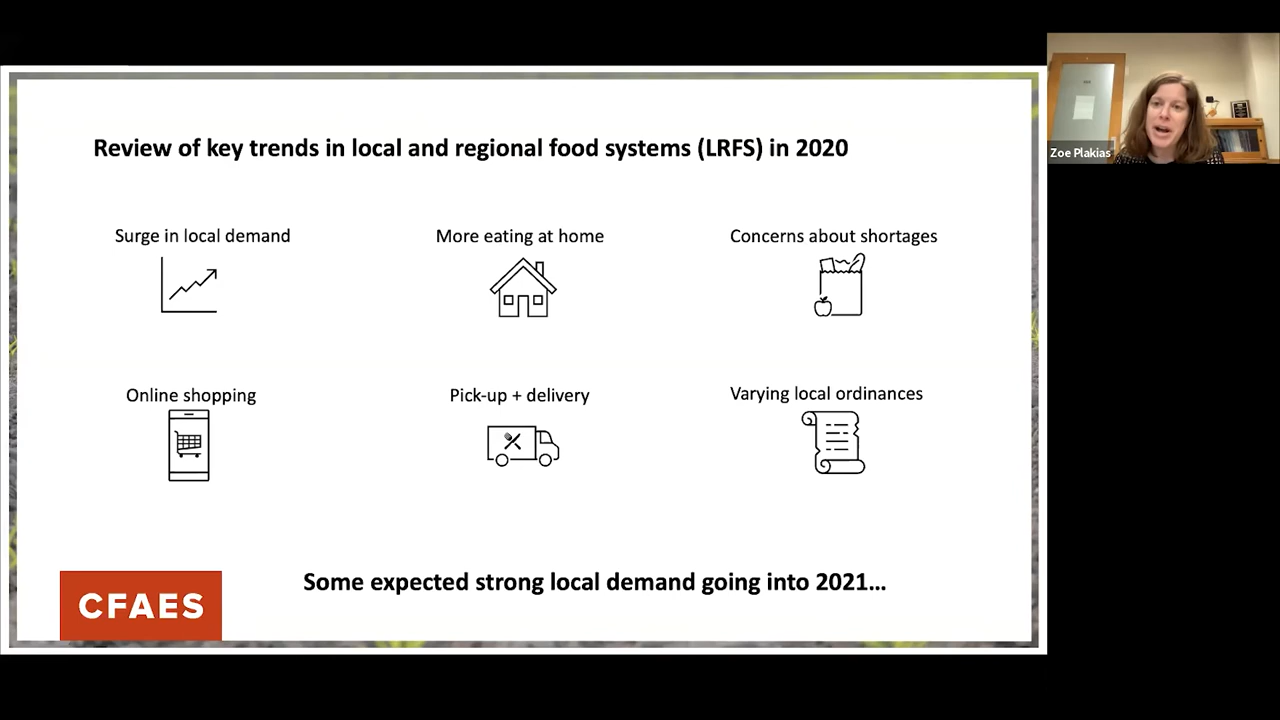 Review of key trends in local and regional food systems (LRFS) in 2020
Surge in local demand
More eating at home
Concerns about shortages
Online shopping
Pick-up + delivery
Varying local ordinances
CFAES
Some expected strong local demand going into 2021...
Zoe Plakias